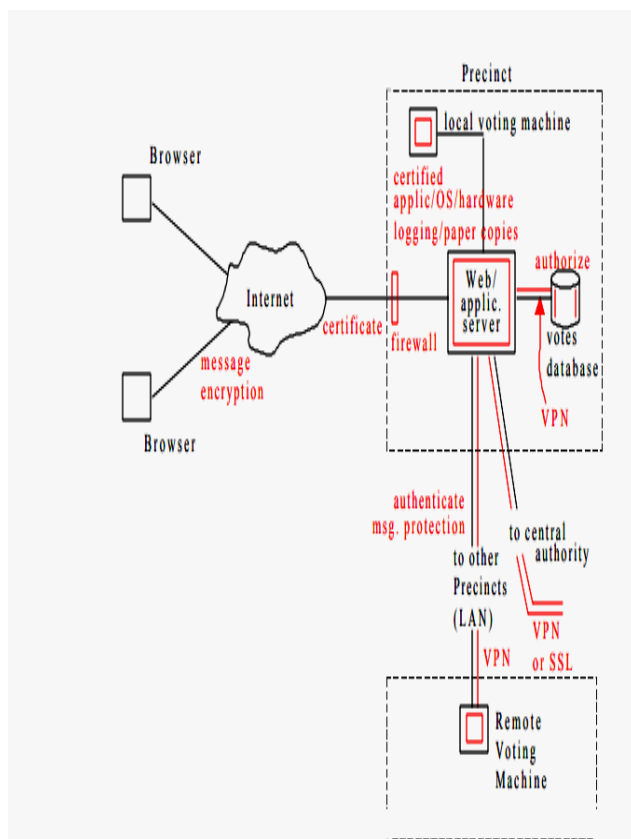 Precinct
local voting machine
Browser
certified
applic/OS/hardware
logging/paper copies
authorize
Web/
applic.
server
Internet
certificate
firewall
votes
database
message
encryption
VPN
Browser
authenticate
msg. protection
to central
authority
to other
Precincts
(LAN)
VPN
or SSL
VPN
Remote
Voting
Machine